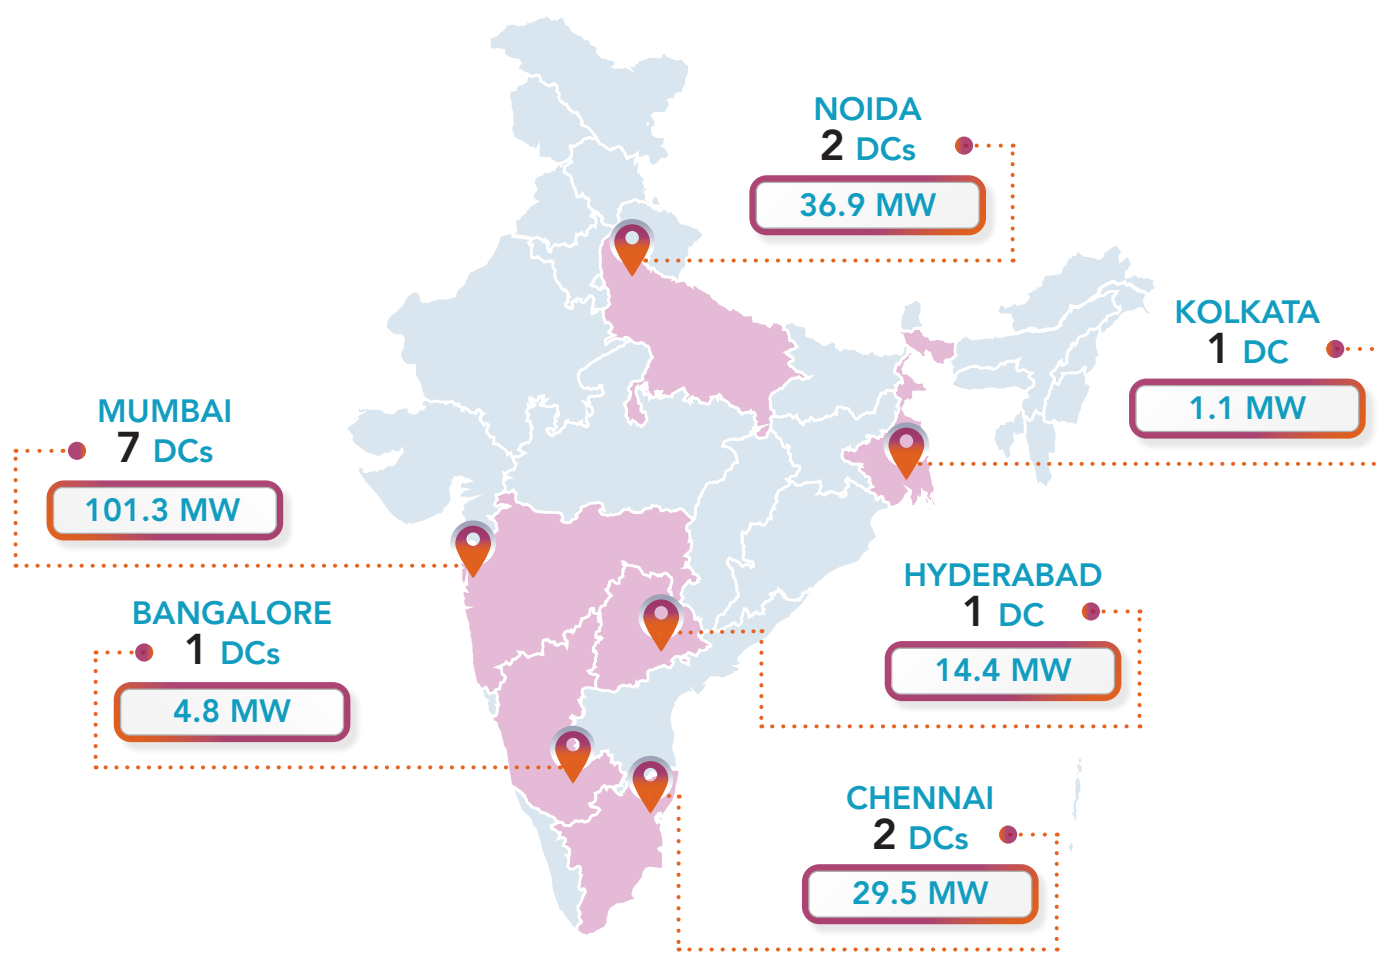 NOIDA
2 DCs
36.9 MW
KOLKATA
1 DC
1.1 MW
MUMBAI
7 DCs
101.3 MW
HYDERABAD
1 DC
14.4 MW
BANGALORE
1 DCs
4.8 MW
CHENNAI
2 DCs
29.5 MW